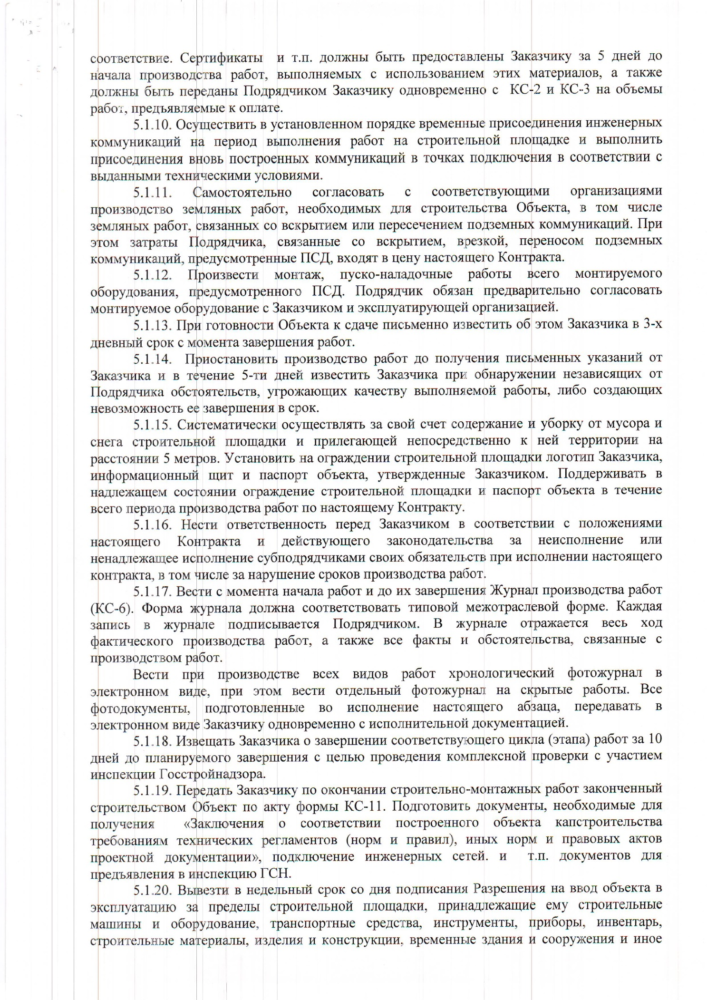 соответствие. Сертификаты и т.п. должны быть предоставлены Заказчику за 5 дней до
начала производства работ, выполняемых с использованием этих материалов, а также
должны быть переданы Подрядчиком Заказчику одновременно с КС-2 и КС-3 на объемы
работ, предъявляемые к оплате.
5.1.10. Осуществить в установленном порядке временные присоединения инженерных
коммуникаций на период выполнения работ на строительной площадке и выполнить
присоединения вновь построенных коммуникаций в точках подключения в соответствии с
выданными техническими условиями.
5.1.11. Самостоятельно согласовать с соответствующими организациями
производство земляных работ, необходимых для строительства Объекта, в том числе
земляных работ, связанных со вскрытием или пересечением подземных коммуникаций. При
этом затраты Подрядчика, связанные со вскрытием, врезкой, переносом подземных
коммуникаций, предусмотренные ПСД, входят в цену настоящего Контракта.
5.1.12. Произвести монтаж, пуско-наладочные работы всего монтируемого
оборудования, предусмотренного ПСД. Подрядчик обязан предварительно согласовать
монтируемое оборудование с Заказчиком и эксплуатирующей организацией.
5.1.13. При готовности Объекта к сдаче письменно известить об этом Заказчика в 3-х
дневный срок с момента завершения работ.
5.1.14. Приостановить производство работ до получения письменных указаний от
Заказчика и в течение 5-ти дней известить Заказчика при обнаружении независящих от
Подрядчика обстоятельств, угрожающих качеству выполняемой работы, либо создающих
невозможность ее завершения в срок.
5.1.15. Систематически осуществлять за свой счет содержание и уборку от мусора и
снега строительной площадки и прилегающей непосредственно к ней территории на
расстоянии 5 метров. Установить на ограждении строительной площадки логотип Заказчика,
информационный щит и паспорт объекта, утвержденные Заказчиком. Поддерживать в
надлежащем состоянии ограждение строительной площадки и паспорт объекта в течение
всего периода производства работ по настоящему Контракту.
5.1.16. Нести ответственность перед Заказчиком в соответствии с положениями
настоящего Контракта и действующего законодательства за неисполнение или
ненадлежащее исполнение субподрядчиками своих обязательств при исполнении настоящего
контракта, в том числе за нарушение сроков производства работ.
5.1.17. Вести с момента начала работ и до их завершения Журнал производства работ
(КС-6). Форма журнала должна соответствовать типовой межотраслевой форме. Каждая
запись в журнале подписывается Подрядчиком. В журнале отражается весь ход
фактического производства работ, а также все факты и обстоятельства, связанные с
производством работ.
Вести при производстве всех видов работ хронологический фотожурнал в
электронном виде, при этом вести отдельный фотожурнал на скрытые работы. Все
фотодокументы, подготовленные во исполнение настоящего абзаца, передавать в
электронном виде Заказчику одновременно с исполнительной документацией.
5.1.18. Извещать Заказчика о завершении соответствующего цикла (этапа) работ за 10
дней до планируемого завершения с целью проведения комплексной проверки с участием
инспекции Госстройнадзора.
5.1.19. Передать Заказчику по окончании строительно-монтажных работ законченный
строительством Объект по акту формы КС-11. Подготовить документы, необходимые для
получения «Заключения о соответствии построенного объекта капстроительства
требованиям технических регламентов (норм и правил), иных норм и правовых актов
проектной документации», подключение инженерных сетей. и т.п. документов для
предъявления в инспекцию ГСН.
5.1.20. Вывезти в недельный срок со дня подписания Разрешения на ввод объекта в
эксплуатацию за пределы строительной площадки, принадлежащие ему строительные
машины и оборудование, транспортные средства, инструменты, приборы, инвентарь,
строительные материалы, изделия и конструкции, временные здания и сооружения и иное